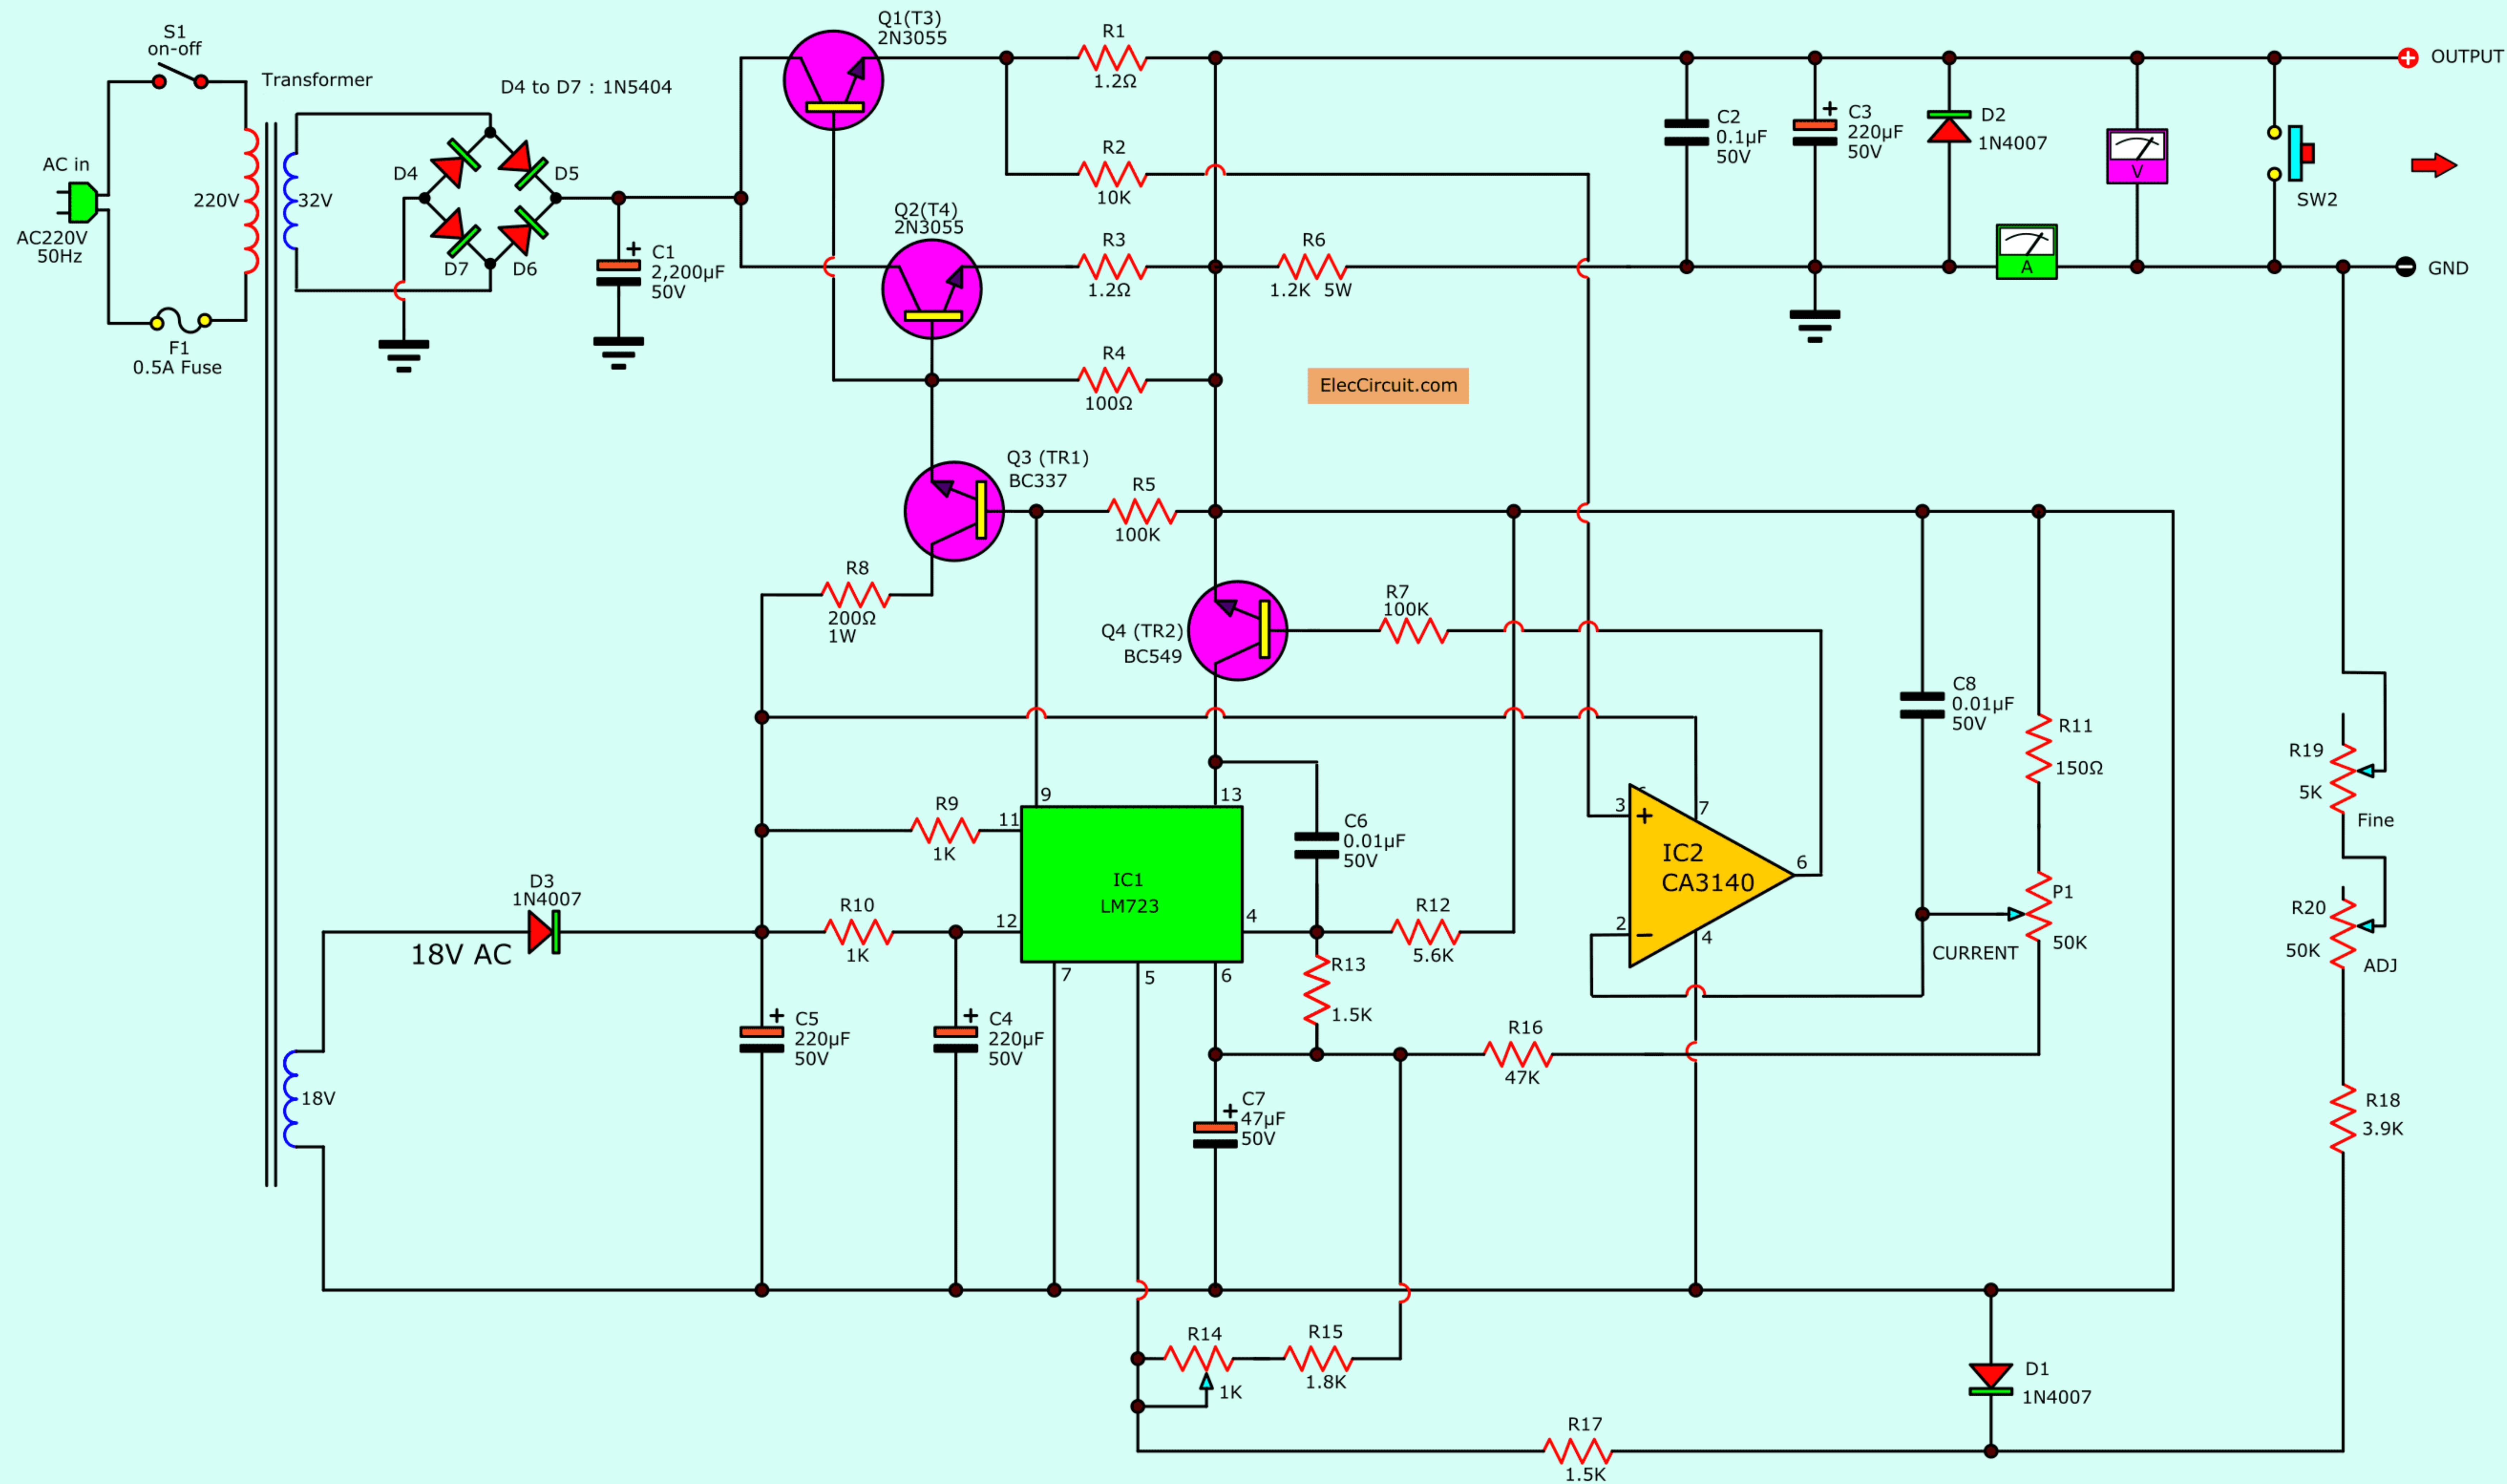 S1
on-off
Transformer
D4 to D7 : 1N5404
Q1(T3)
2N3055
R1
1.2Ω
OUTPUT
AC in
220V
32V
D4
D5
D7
D6
AC220V
50Hz
F1
0.5A Fuse
+
C1
2,200µF
50V
R2
10K
Q2(T4)
2N3055
R3
1.2Ω
R6
1.2K 5W
R4
100Ω
C2
0.1µF
50V
+
C3
220µF
50V
D2
1N4007
V
A
SW2
GND
ElecCircuit.com
Q3 (TR1)
BC337
R5
100K
R8
200Ω
1W
Q4 (TR2)
BC549
R7
100K
C8
0.01µF
50V
R11
150Ω
R19
5K
Fine
R9
1K
9
13
11
12
4
7
5
6
IC1
LM723
C6
0.01µF
50V
3
+
7
IC2
CA3140
6
2
−
4
P1
50K
CURRENT
R20
50K
ADJ
D3
1N4007
18V AC
R10
1K
R12
5.6K
R13
1.5K
+
C5
220µF
50V
+
C4
220µF
50V
R16
47K
18V
+
C7
47µF
50V
R18
3.9K
R14
1K
R15
1.8K
D1
1N4007
R17
1.5K